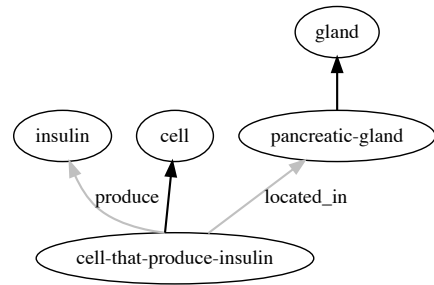 gland
insulin
cell
pancreatic-gland
produce
located_in
cell-that-produce-insulin